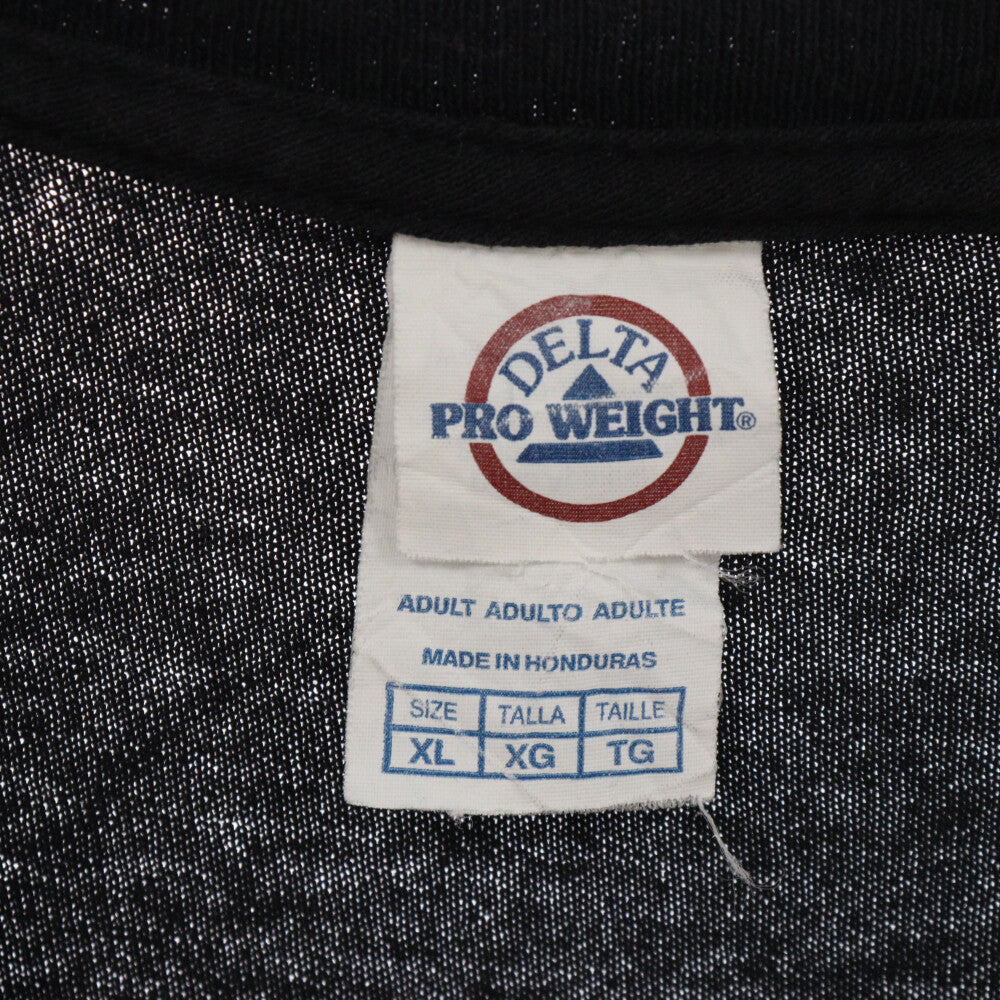 DELTA
PRO WEIGHT®
ADULT ADULTO ADULTE
MADE IN HONDURAS
SIZE TALLA TAILLE
XL XG TG